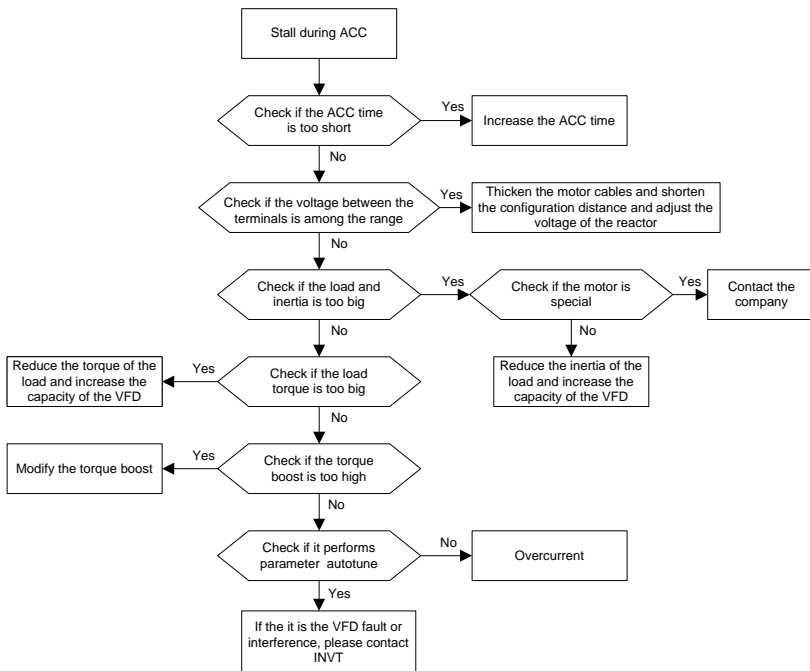 Stall during ACC
Check if the ACC time
is too short
Yes
Increase the ACC time
No
Check if the voltage between the
terminals is among the range
Yes
Thicken the motor cables and shorten
the configuration distance and adjust the
voltage of the reactor
No
Check if the load and
inertia is too big
Yes
Check if the motor is
special
Yes
Contact the
company
No
No
Reduce the inertia of the
load and increase the
capacity of the VFD
Check if the load
torque is too big
Yes
Reduce the torque of the
load and increase the
capacity of the VFD
No
Check if the torque
boost is too high
Yes
Modify the torque boost
No
Check if it performs
parameter autotune
No
Overcurrent
Yes
If the it is the VFD fault or
interference, please contact
INVT